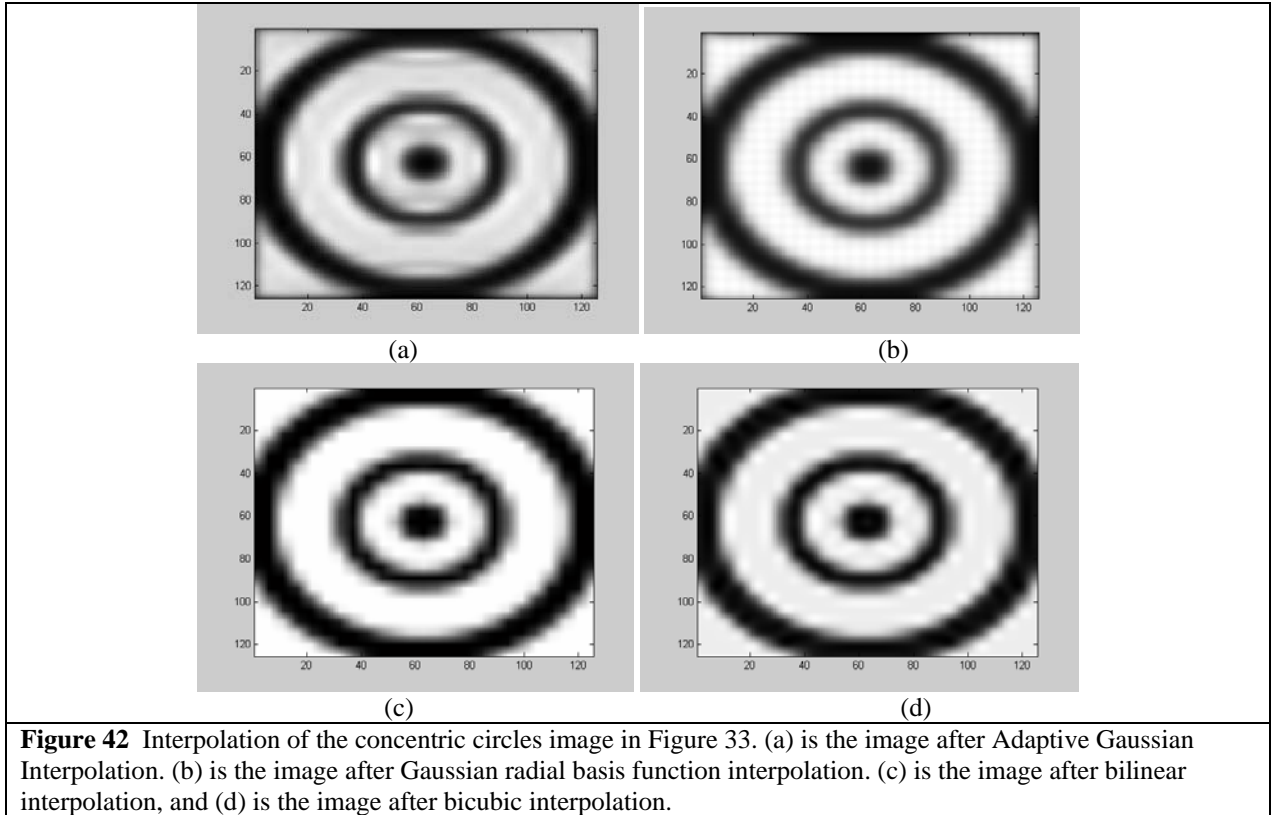 20
40
60
80
100
120
20 40 60 80 100 120
(a)
20
40
60
80
100
120
20 40 60 80 100 120
(b)
20
40
60
80
100
120
20 40 60 80 100 120
(c)
20
40
60
80
100
120
20 40 60 80 100 120
(d)
Figure 42 Interpolation of the concentric circles image in Figure 33. (a) is the image after Adaptive Gaussian
Interpolation. (b) is the image after Gaussian radial basis function interpolation. (c) is the image after bilinear
interpolation, and (d) is the image after bicubic interpolation.